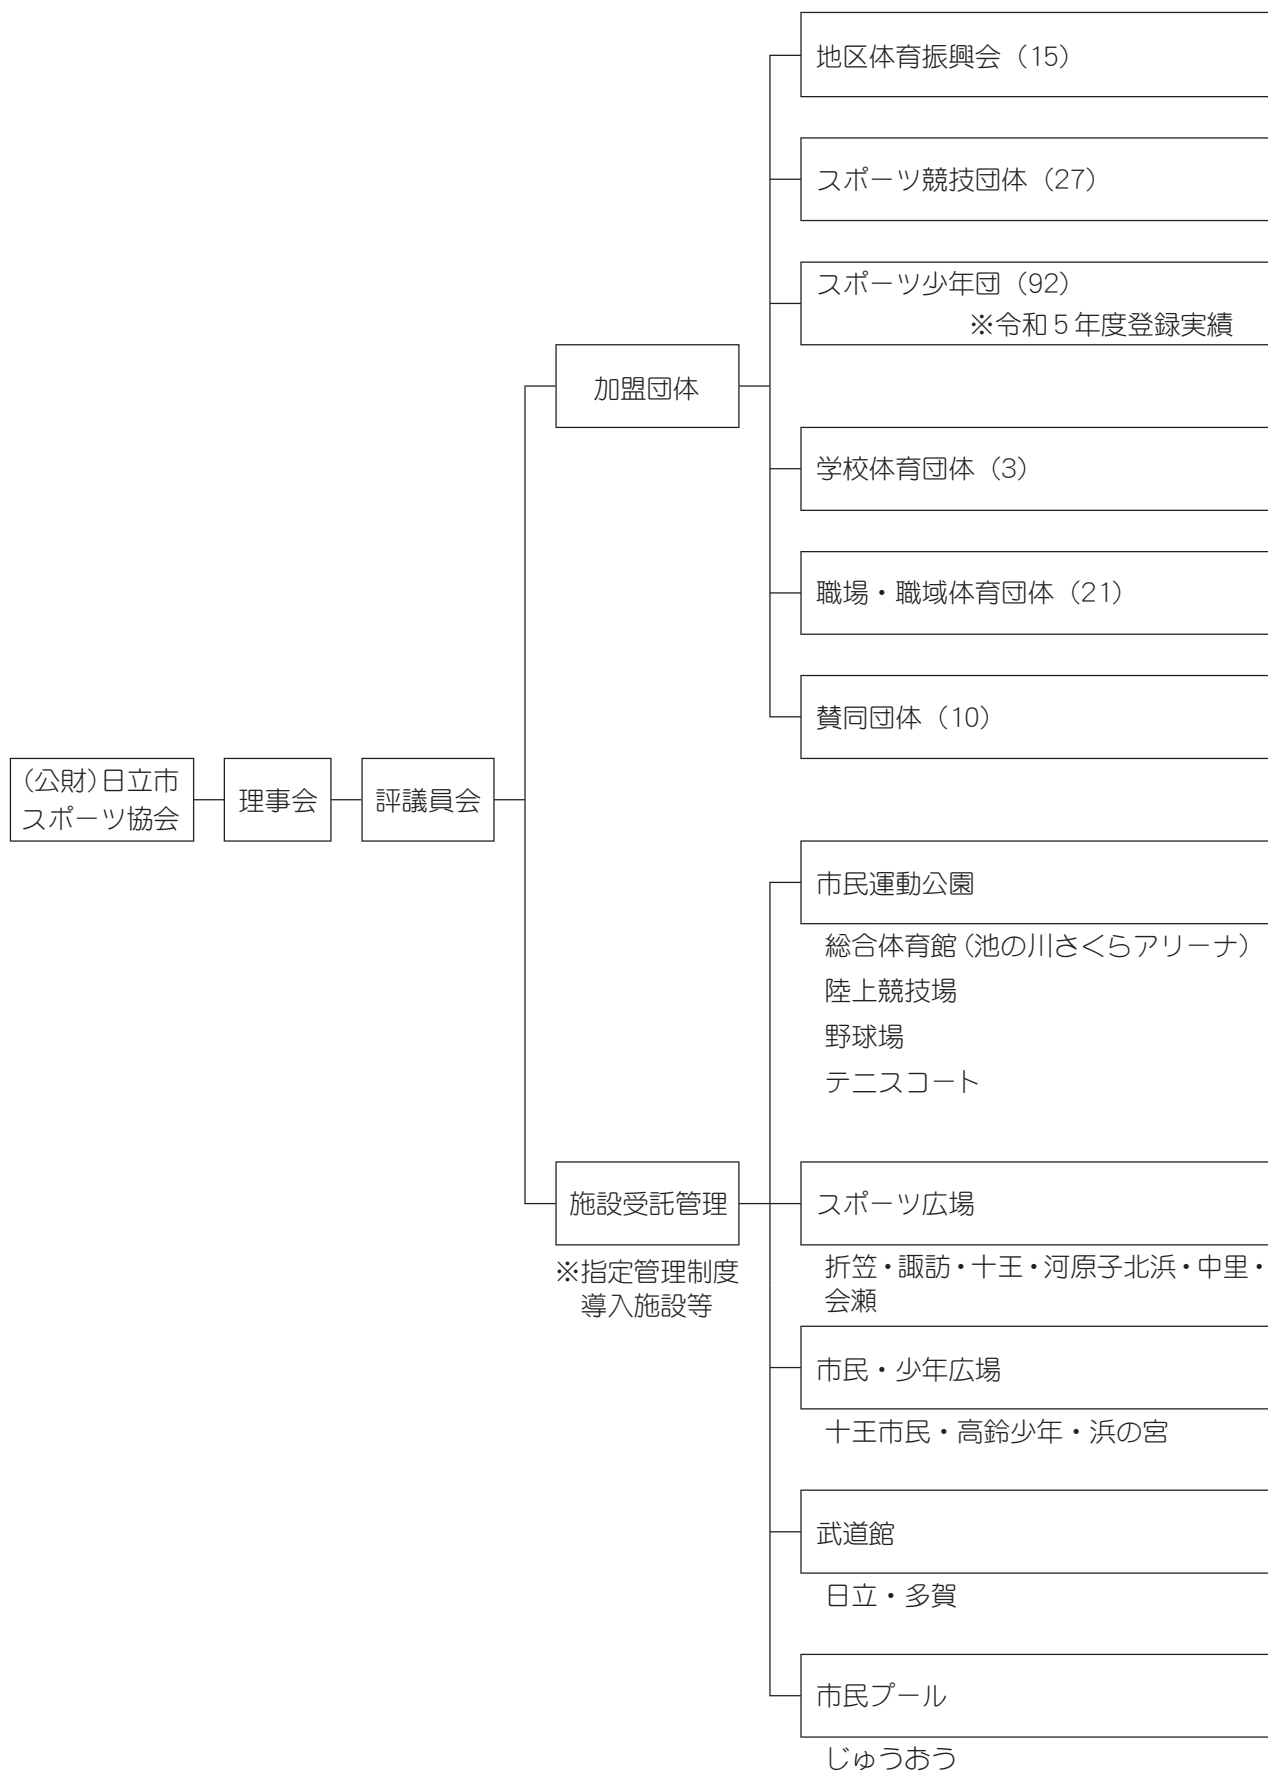 (公財)日立市
スポーツ協会
理事会
評議員会
加盟団体
地区体育振興会（15）
スポーツ競技団体（27）
スポーツ少年団（92）
※令和５年度登録実績
学校体育団体（3）
職場・職域体育団体（21）
賛同団体（10）
施設受託管理
※指定管理制度
導入施設等
市民運動公園
総合体育館（池の川さくらアリーナ）
陸上競技場
野球場
テニスコート
スポーツ広場
折笠・諏訪・十王・河原子北浜・中里・
会瀬
市民・少年広場
十王市民・高鈴少年・浜の宮
武道館
日立・多賀
市民プール
じゅうおう